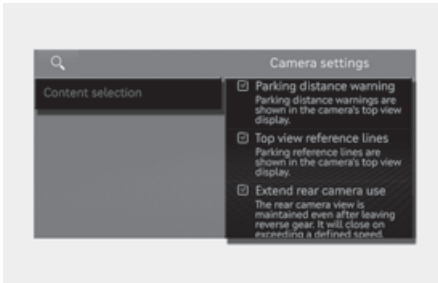 Camera settings
Content selection
Parking distance warning
Parking distance warnings are
shown in the camera's top view
display.
Top view reference lines
Parking reference lines are
shown in the camera's top view
display.
Extend rear camera use
The rear camera view is
maintained even after leaving
reverse gear. It will close on
exceeding a defined speed.